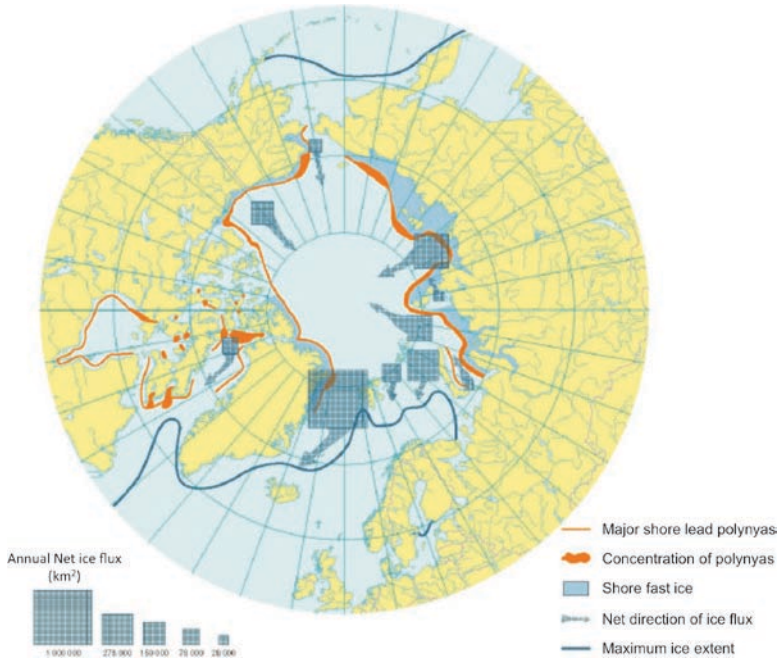 Major shore lead polynyas
Concentration of polynyas
Shore fast ice
Net direction of ice flux
Maximum ice extent
Annual Net ice flux
(km²)
1 000 000
278 000
150 000
78 000
28 000